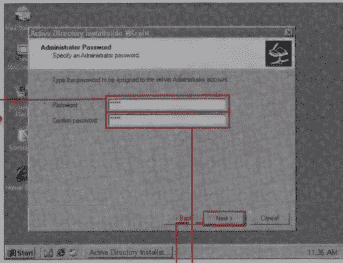 Active Directory Installation Wizard
Administrator Password
Specify an Administrator password.
Type the password to be assigned to the server Administrator account.
Password:
*****
Confirm password:
*****
< Back
Next >
Cancel
Start
Active Directory Installat...
11:36 AM